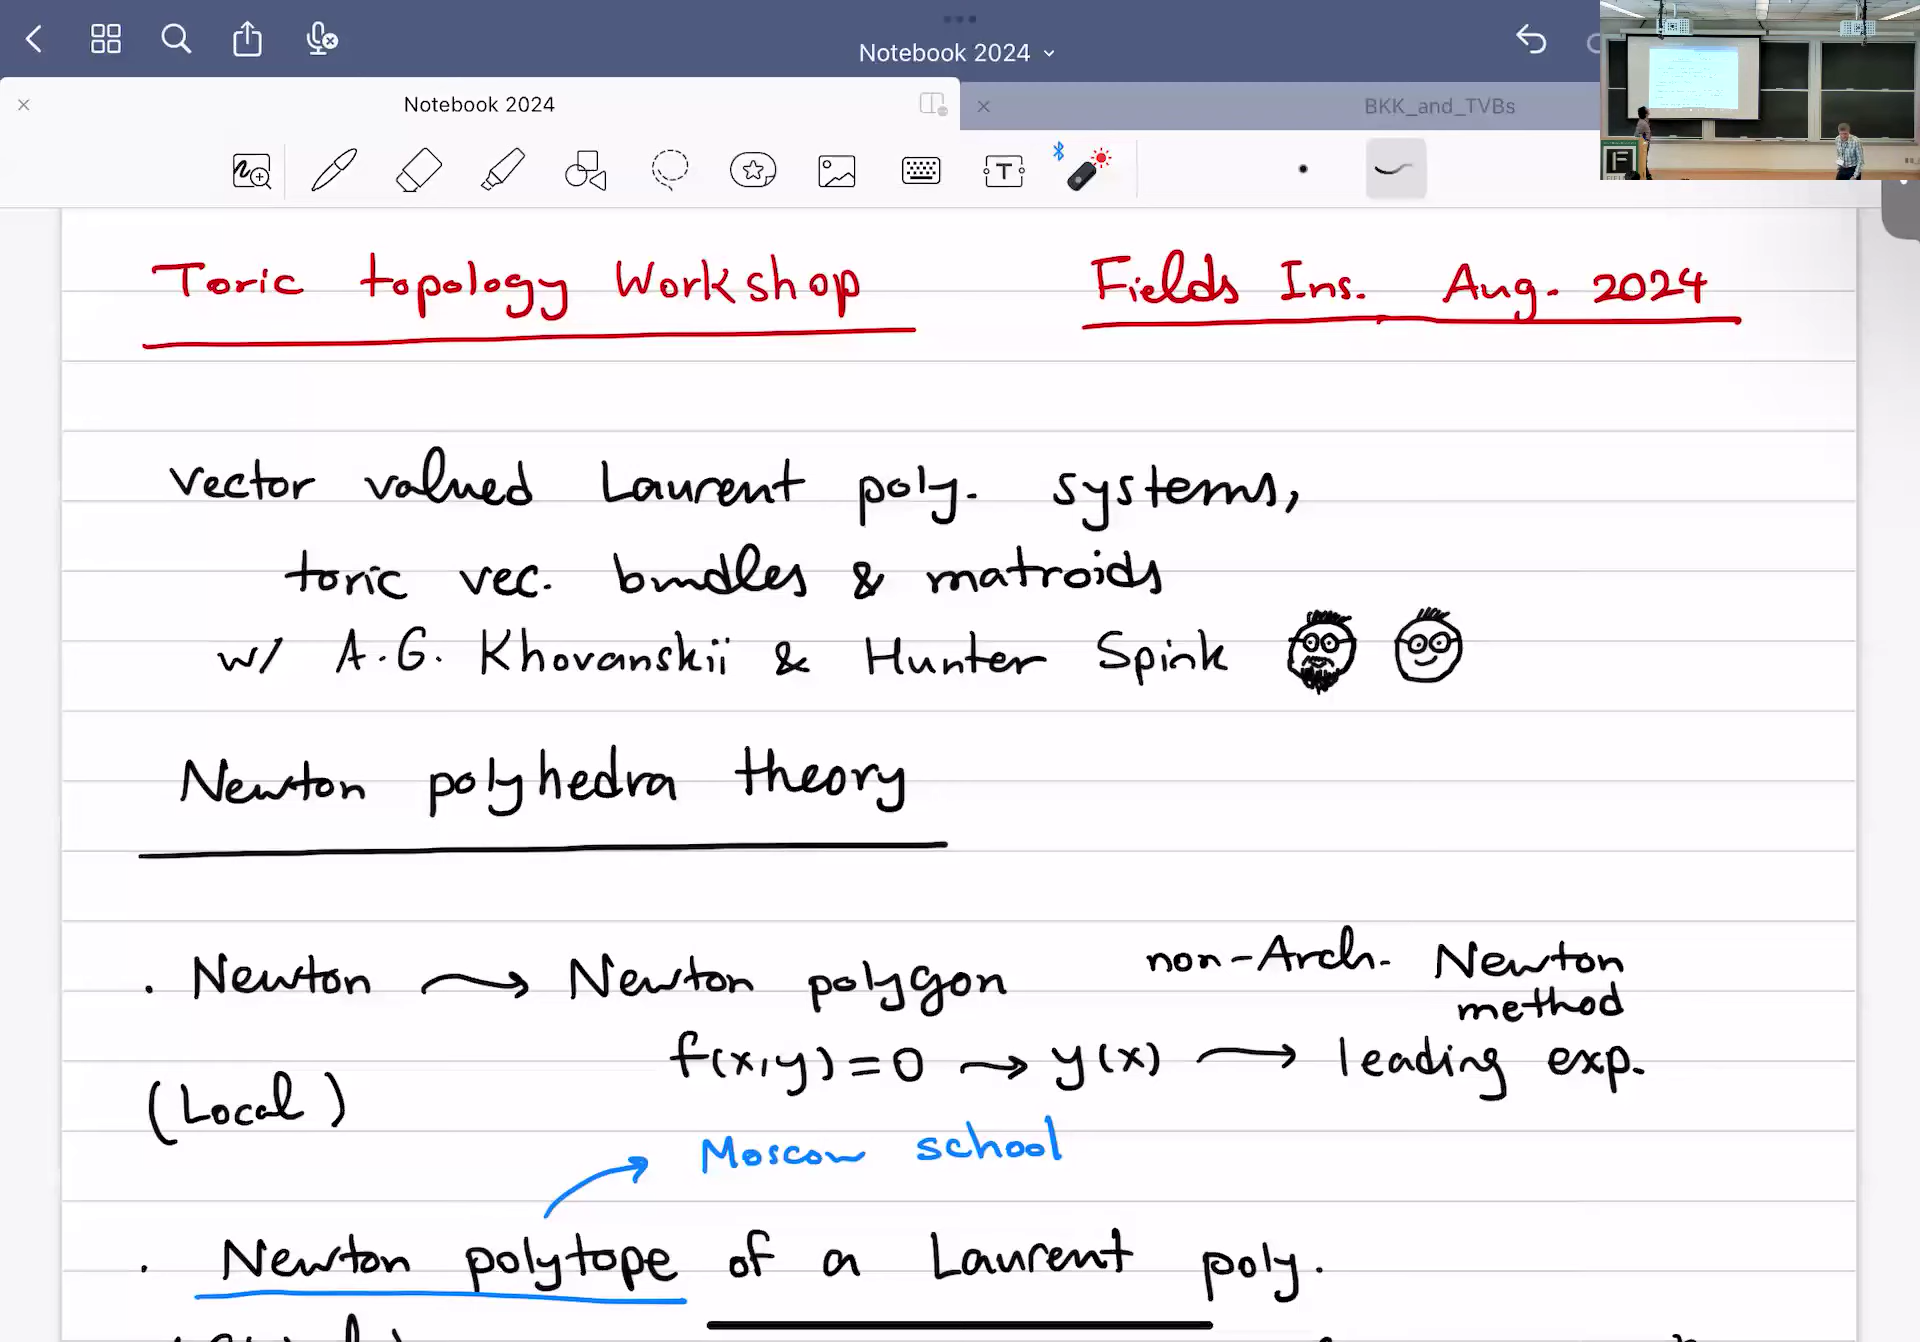 Notebook 2024
Notebook 2024
BKK_and_TVBs
Toric topology Workshop Fields Ins. Aug. 2024
vector valued Laurent poly. systems,
toric vec. bundles & matroids
w/ A.G. Khovanskii & Hunter Spink
Newton polyhedra theory
. Newton ⟿ Newton polygon non-Arch. Newton method
f(x,y)=0 ⟿ y(x) ⟶ leading exp.
(Local)
Moscow school
. Newton polytope of a Laurent poly.